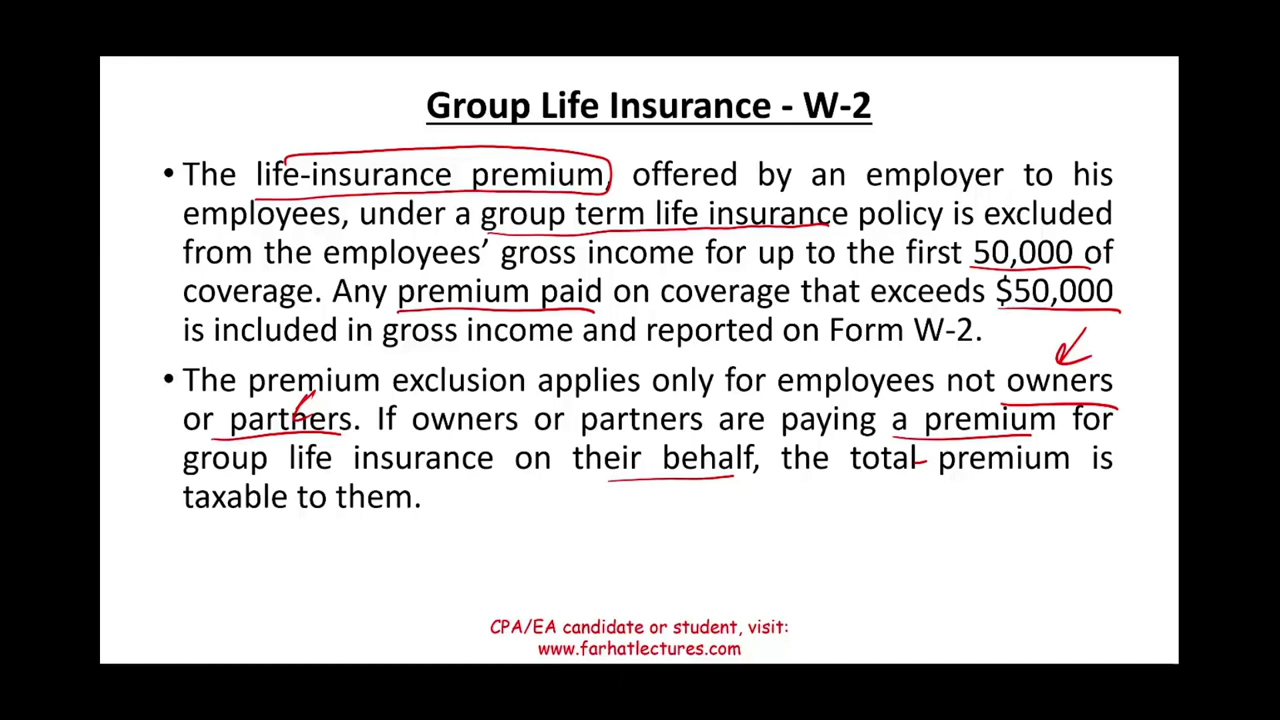 Group Life Insurance - W-2
• The life-insurance premium, offered by an employer to his
employees, under a group term life insurance policy is excluded
from the employees’ gross income for up to the first 50,000 of
coverage. Any premium paid on coverage that exceeds $50,000
is included in gross income and reported on Form W-2.
• The premium exclusion applies only for employees not owners
or partners. If owners or partners are paying a premium for
group life insurance on their behalf, the total premium is
taxable to them.
CPA/EA candidate or student, visit:
www.farhatlectures.com